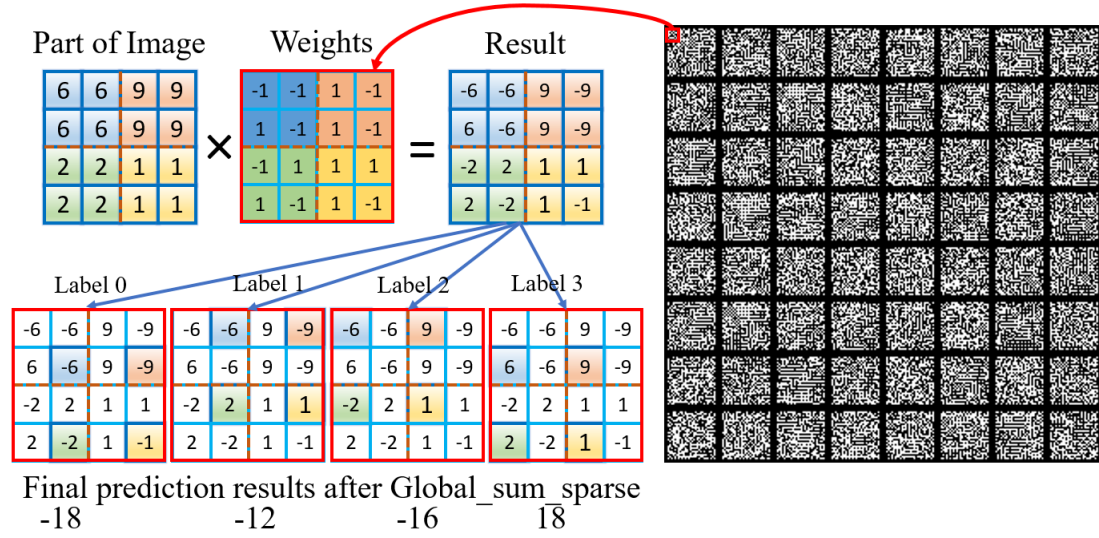 Part of Image Weights Result
6 6 9 9 -1 -1 1 -1 -6 -6 9 -9
6 6 9 9 1 -1 1 -1 6 -6 9 -9
× =
2 2 1 1 -1 1 1 1 -2 2 1 1
2 2 1 1 1 -1 1 -1 2 -2 1 -1
Label 0 Label 1 Label 2 Label 3
-6 -6 9 -9 -6 -6 9 -9 -6 -6 9 -9 -6 -6 9 -9
6 -6 9 -9 6 -6 9 -9 6 -6 9 -9 6 -6 9 -9
-2 2 1 1 -2 2 1 1 -2 2 1 1 -2 2 1 1
2 -2 1 -1 2 -2 1 -1 2 -2 1 -1 2 -2 1 -1
Final prediction results after Global_sum_sparse
-18 -12 -16 18